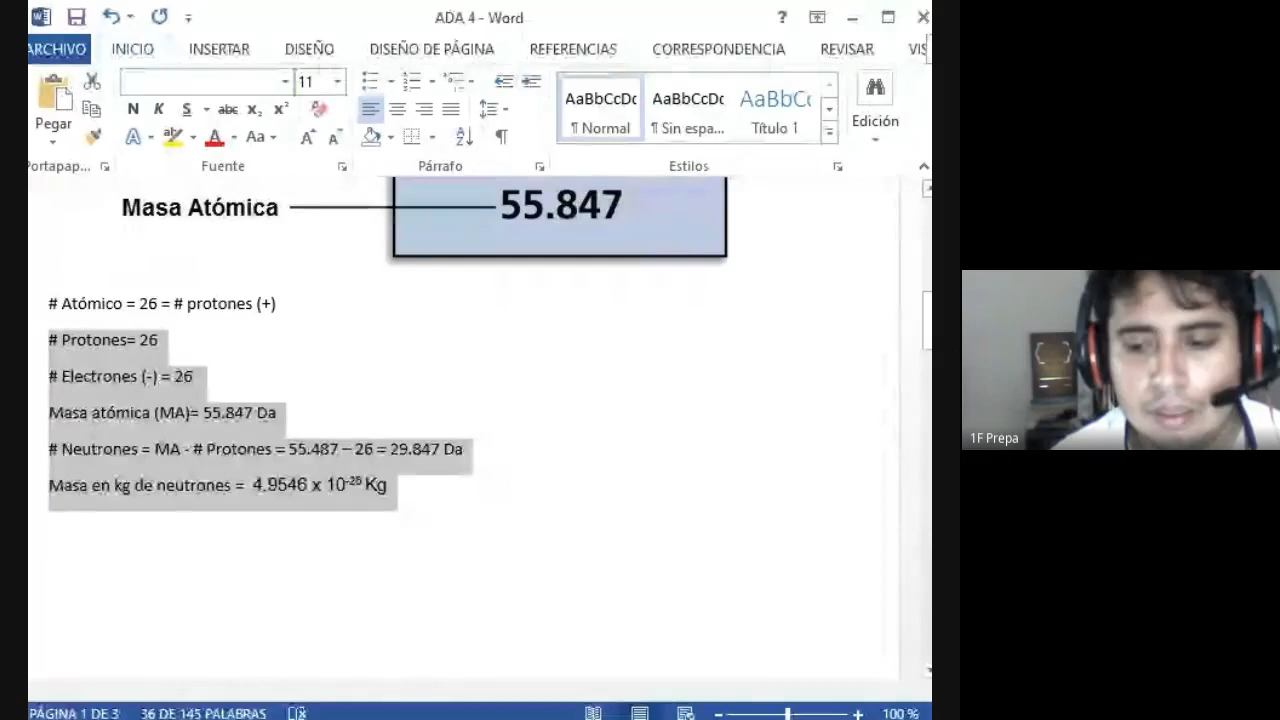 ADA 4 - Word
?
ARCHIVO INICIO INSERTAR DISEÑO DISEÑO DE PÁGINA REFERENCIAS CORRESPONDENCIA REVISAR VIS
11
Pegar
N K S abc x₂ x²
A Aa A A
AaBbCcDc AaBbCcDc AaBbCc
¶ Normal ¶ Sin espa... Título 1
Edición
Portapap... Fuente Párrafo Estilos
Masa Atómica 55.847
# Atómico = 26 = # protones (+)
# Protones= 26
# Electrones (-) = 26
Masa atómica (MA)= 55.847 Da
# Neutrones = MA - # Protones = 55.487 – 26 = 29.847 Da
Masa en kg de neutrones = 4.9546 x 10⁻²⁶ Kg
1F Prepa
PÁGINA 1 DE 3 36 DE 145 PALABRAS 100 %